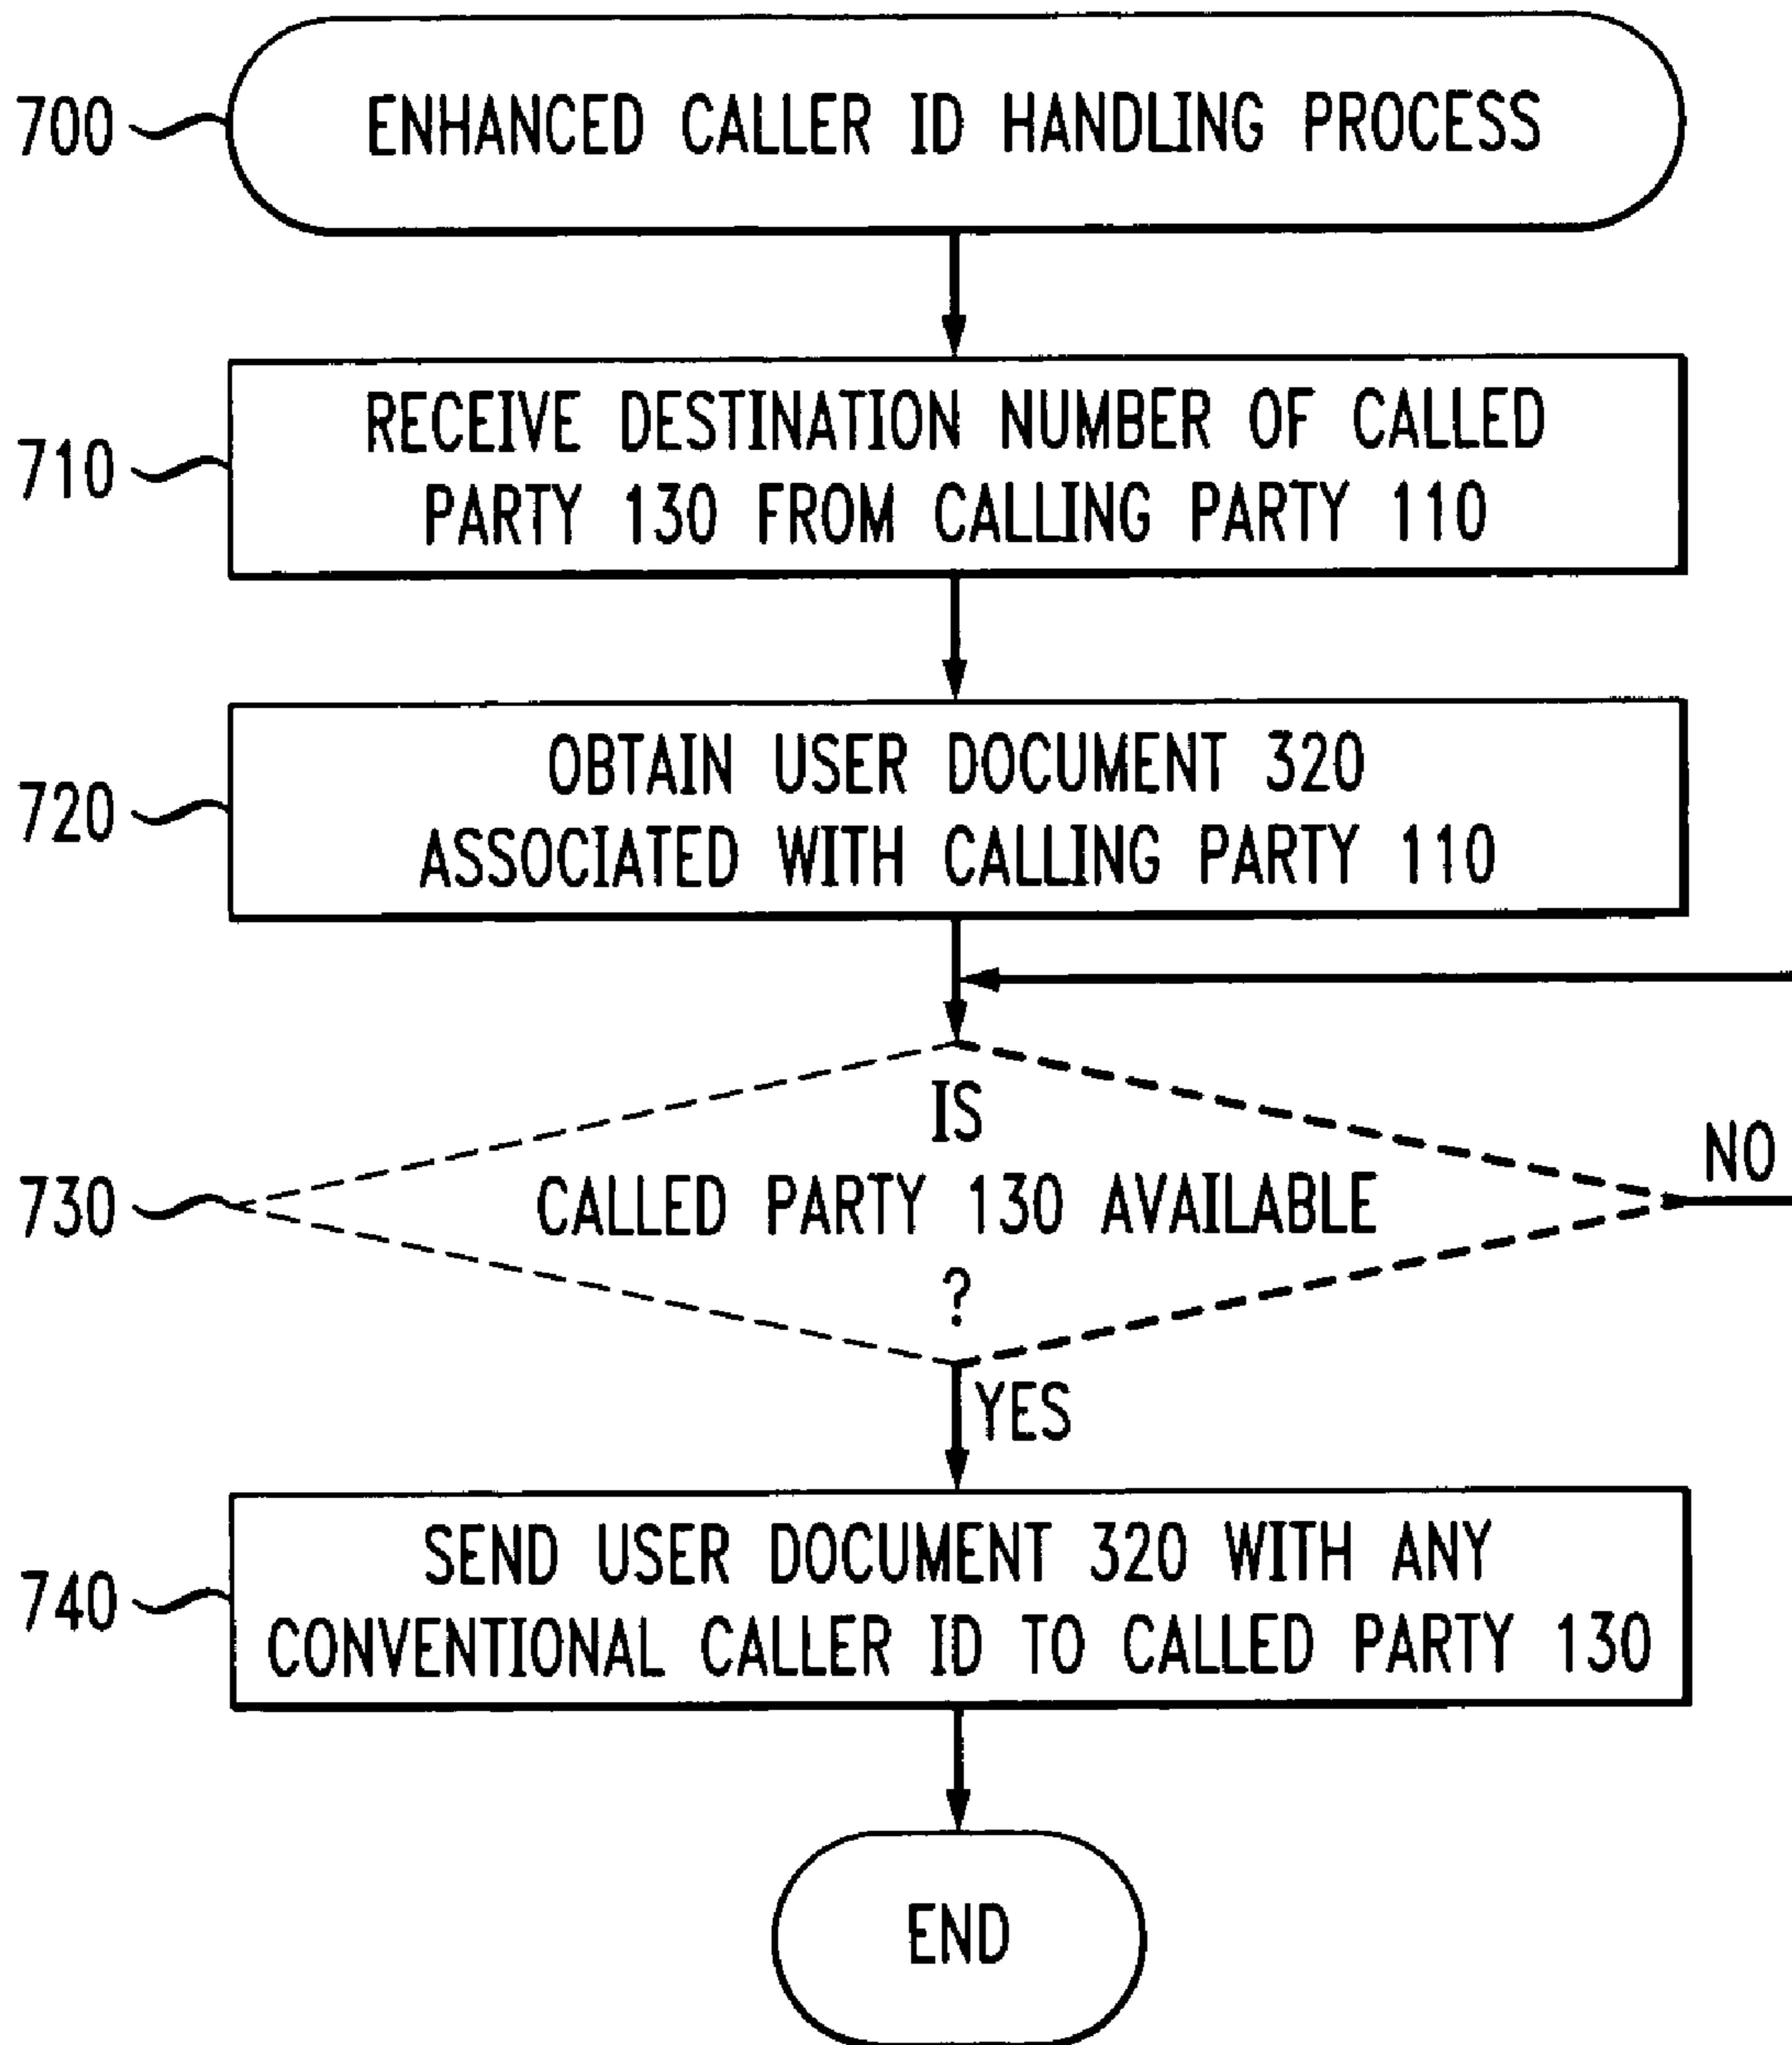 700
ENHANCED CALLER ID HANDLING PROCESS
710
RECEIVE DESTINATION NUMBER OF CALLED
PARTY 130 FROM CALLING PARTY 110
720
OBTAIN USER DOCUMENT 320
ASSOCIATED WITH CALLING PARTY 110
730
IS
CALLED PARTY 130 AVAILABLE
?
NO
YES
740
SEND USER DOCUMENT 320 WITH ANY
CONVENTIONAL CALLER ID TO CALLED PARTY 130
END